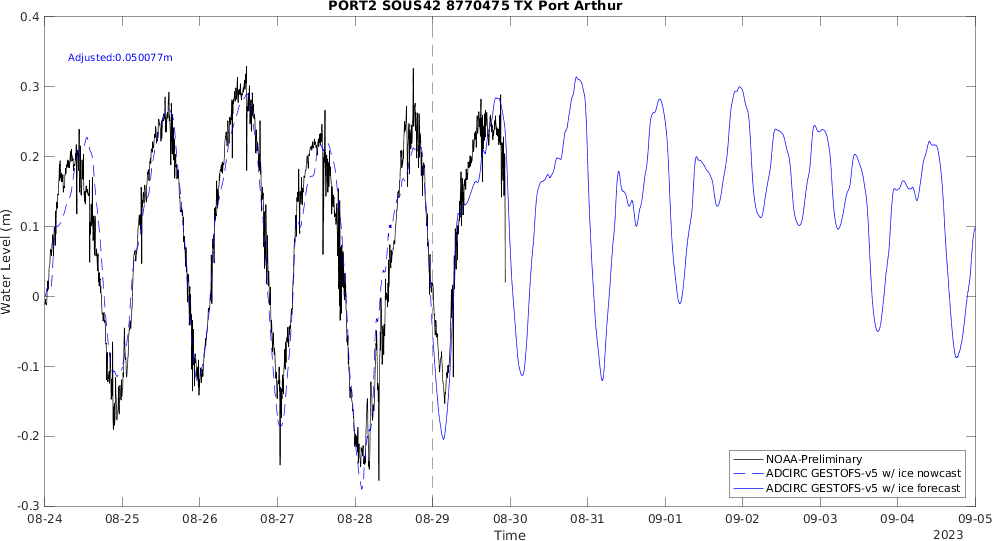 PORT2 SOUS42 8770475 TX Port Arthur
0.4
Adjusted:0.050077m
0.3
0.2
0.1
0
-0.1
-0.2
-0.3
Water Level (m)
NOAA-Preliminary
ADCIRC GESTOFS-v5 w/ ice nowcast
ADCIRC GESTOFS-v5 w/ ice forecast
08-24 08-25 08-26 08-27 08-28 08-29 08-30 08-31 09-01 09-02 09-03 09-04 09-05
Time
2023